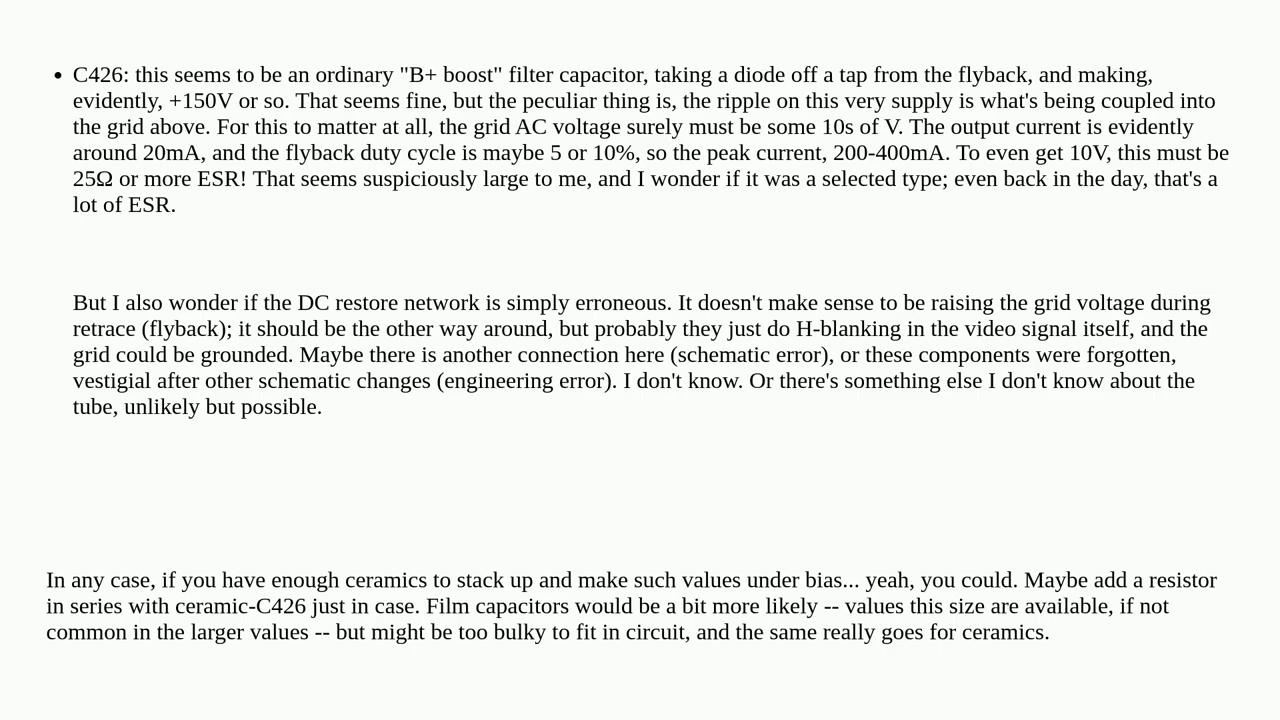 • C426: this seems to be an ordinary "B+ boost" filter capacitor, taking a diode off a tap from the flyback, and making,
evidently, +150V or so. That seems fine, but the peculiar thing is, the ripple on this very supply is what's being coupled into
the grid above. For this to matter at all, the grid AC voltage surely must be some 10s of V. The output current is evidently
around 20mA, and the flyback duty cycle is maybe 5 or 10%, so the peak current, 200-400mA. To even get 10V, this must be
25Ω or more ESR! That seems suspiciously large to me, and I wonder if it was a selected type; even back in the day, that's a
lot of ESR.
But I also wonder if the DC restore network is simply erroneous. It doesn't make sense to be raising the grid voltage during
retrace (flyback); it should be the other way around, but probably they just do H-blanking in the video signal itself, and the
grid could be grounded. Maybe there is another connection here (schematic error), or these components were forgotten,
vestigial after other schematic changes (engineering error). I don't know. Or there's something else I don't know about the
tube, unlikely but possible.
In any case, if you have enough ceramics to stack up and make such values under bias... yeah, you could. Maybe add a resistor
in series with ceramic-C426 just in case. Film capacitors would be a bit more likely -- values this size are available, if not
common in the larger values -- but might be too bulky to fit in circuit, and the same really goes for ceramics.